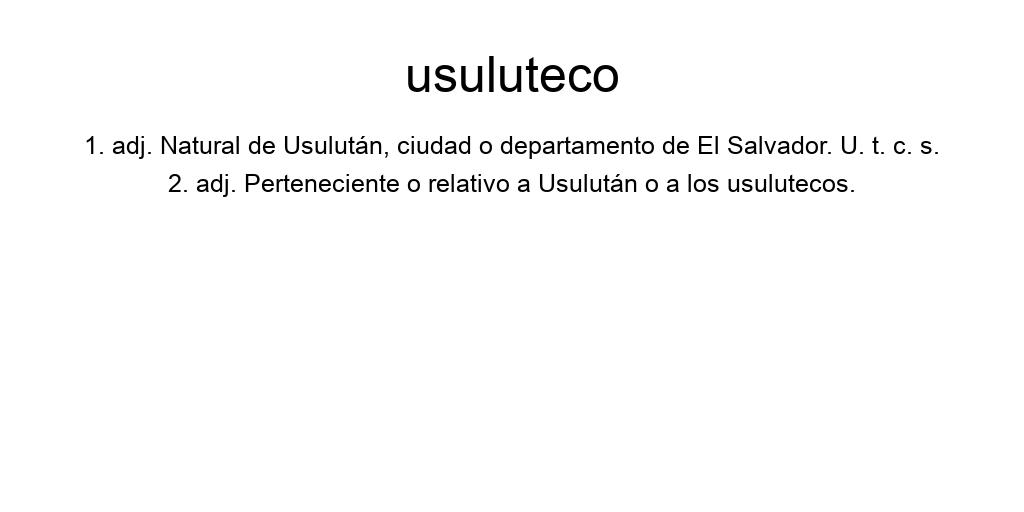 usuluteco
1. adj. Natural de Usulután, ciudad o departamento de El Salvador. U. t. c. s.
2. adj. Perteneciente o relativo a Usulután o a los usulutecos.